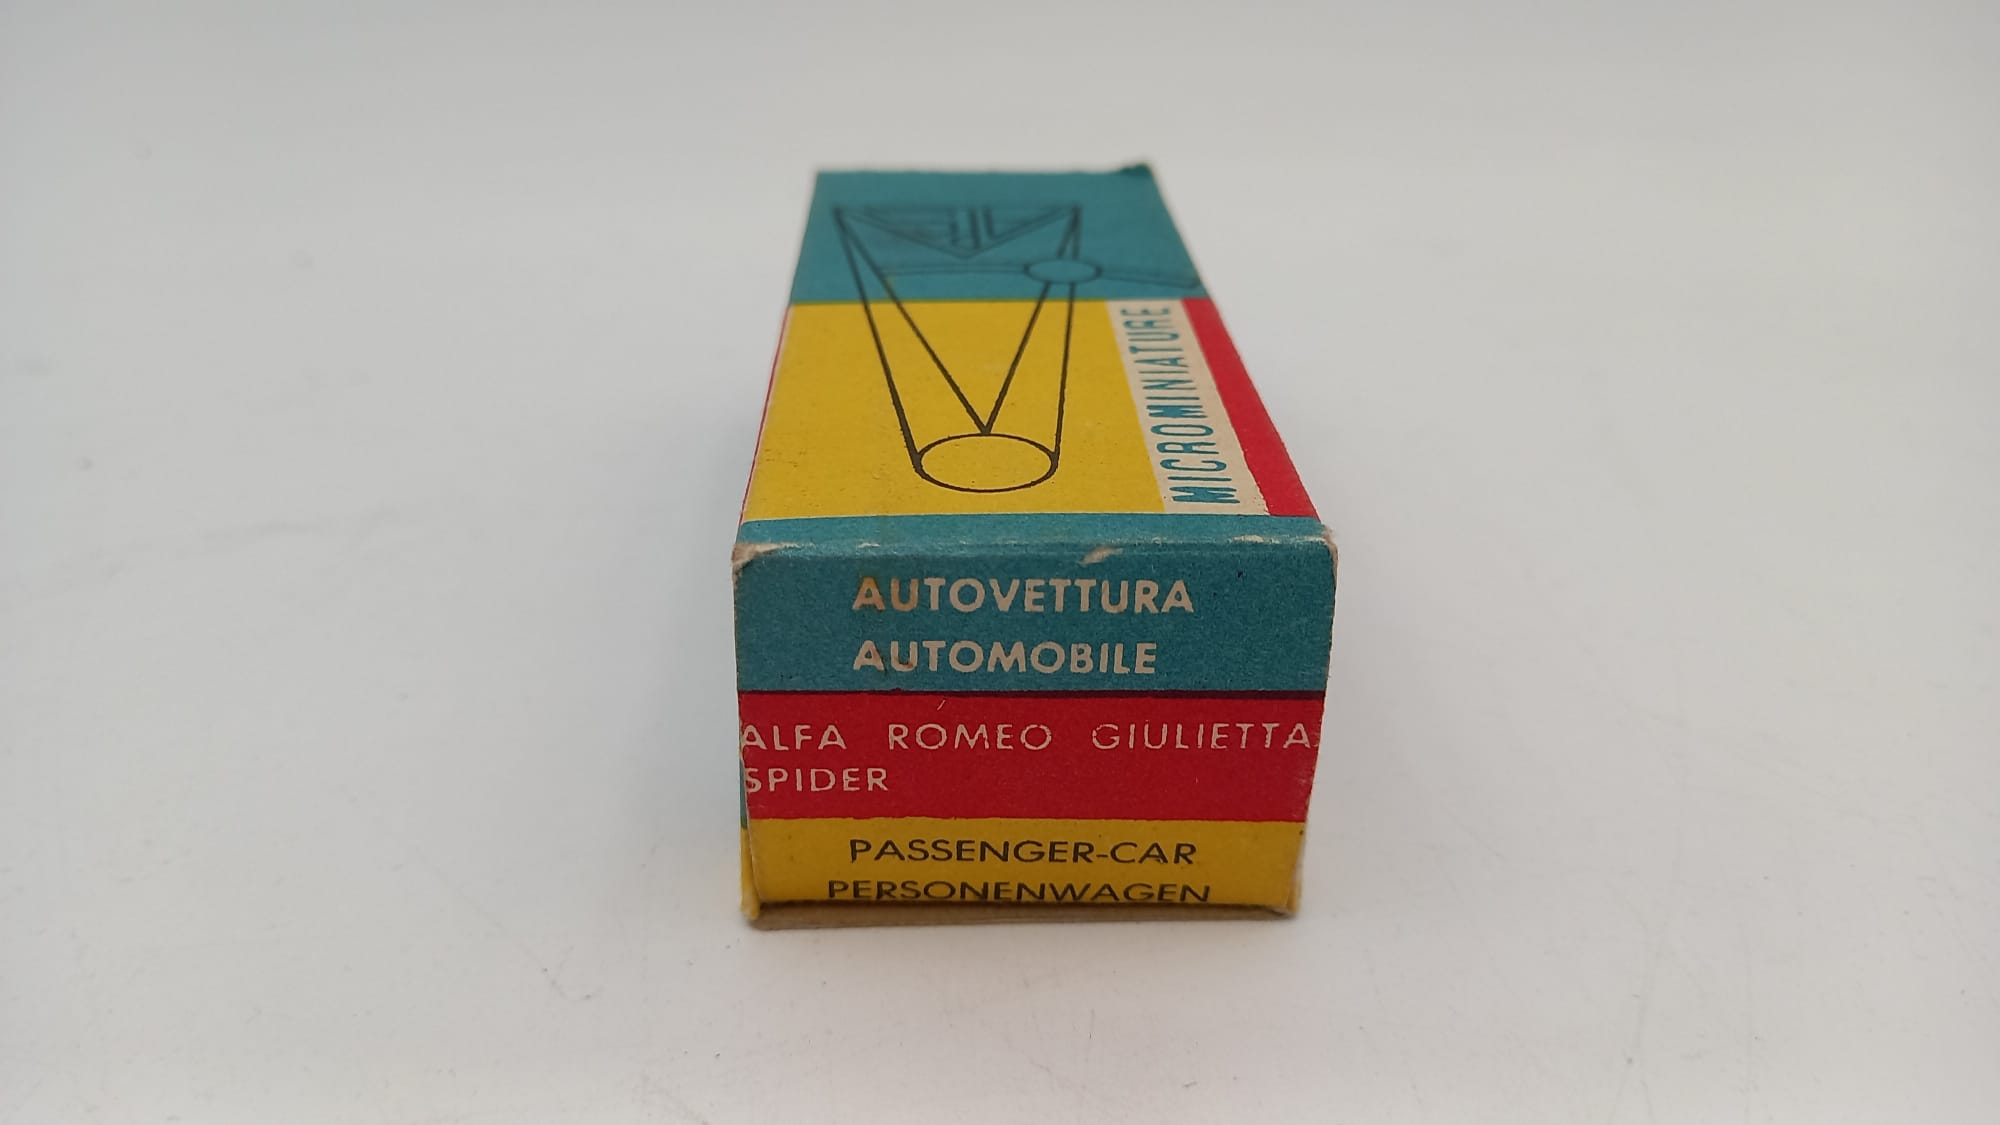 MICROMINIATURE
AUTOVETTURA
AUTOMOBILE
ALFA ROMEO GIULIETTA
SPIDER
PASSENGER-CAR
PERSONENWAGEN